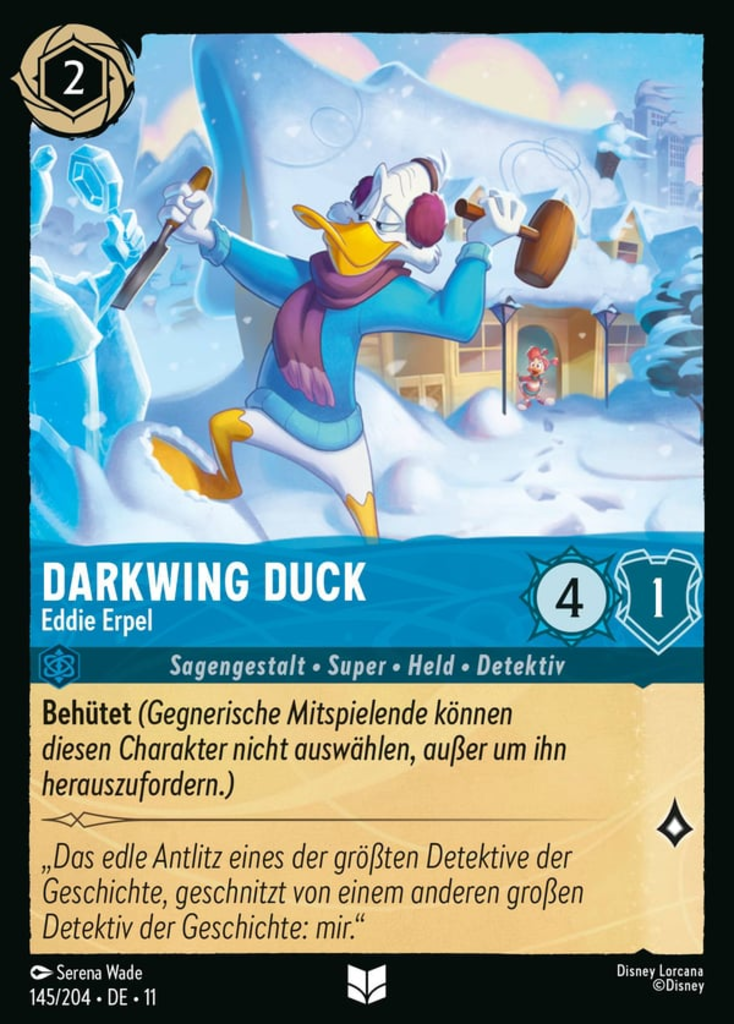 2
DARKWING DUCK
Eddie Erpel
4
1
Sagengestalt • Super • Held • Detektiv
Behütet (Gegnerische Mitspielende können
diesen Charakter nicht auswählen, außer um ihn
herauszufordern.)
„Das edle Antlitz eines der größten Detektive der
Geschichte, geschnitzt von einem anderen großen
Detektiv der Geschichte: mir.“
Serena Wade
145/204 • DE • 11
Disney Lorcana
©Disney